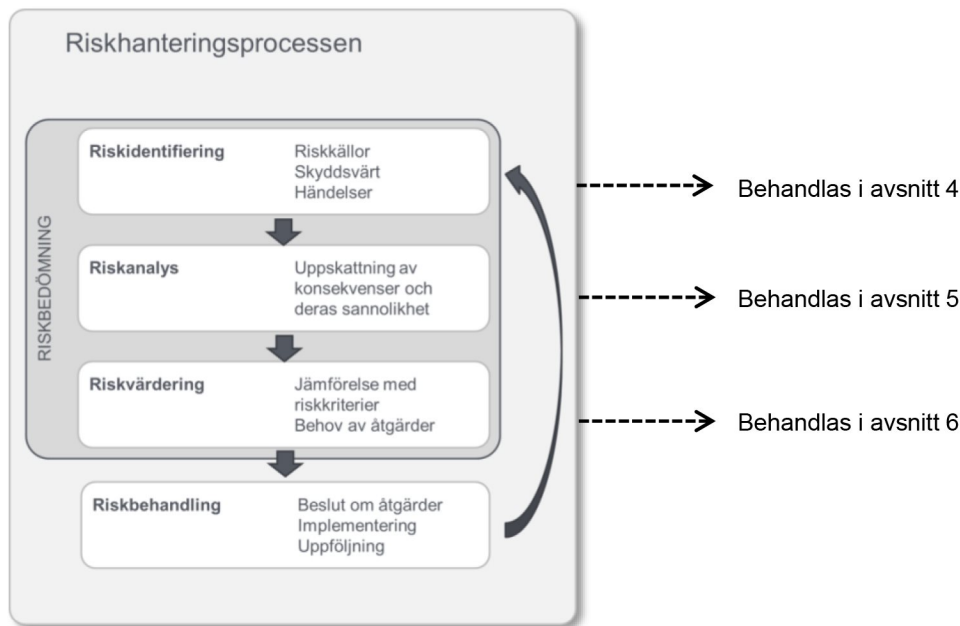 Riskhanteringsprocessen
RISKBEDÖMNING
Riskidentifiering
Riskkällor
Skyddsvärt
Händelser
Behandlas i avsnitt 4
Riskanalys
Uppskattning av
konsekvenser och
deras sannolikhet
Behandlas i avsnitt 5
Riskvärdering
Jämförelse med
riskkriterier
Behov av åtgärder
Behandlas i avsnitt 6
Riskbehandling
Beslut om åtgärder
Implementering
Uppföljning